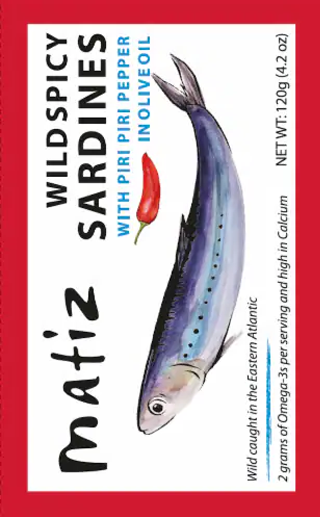 matiz
WILD SPICY
SARDINES
WITH PIRI PIRI PEPPER
IN OLIVE OIL
Wild caught in the Eastern Atlantic
2 grams of Omega-3s per serving and high in Calcium
NET WT: 120g (4.2 oz)